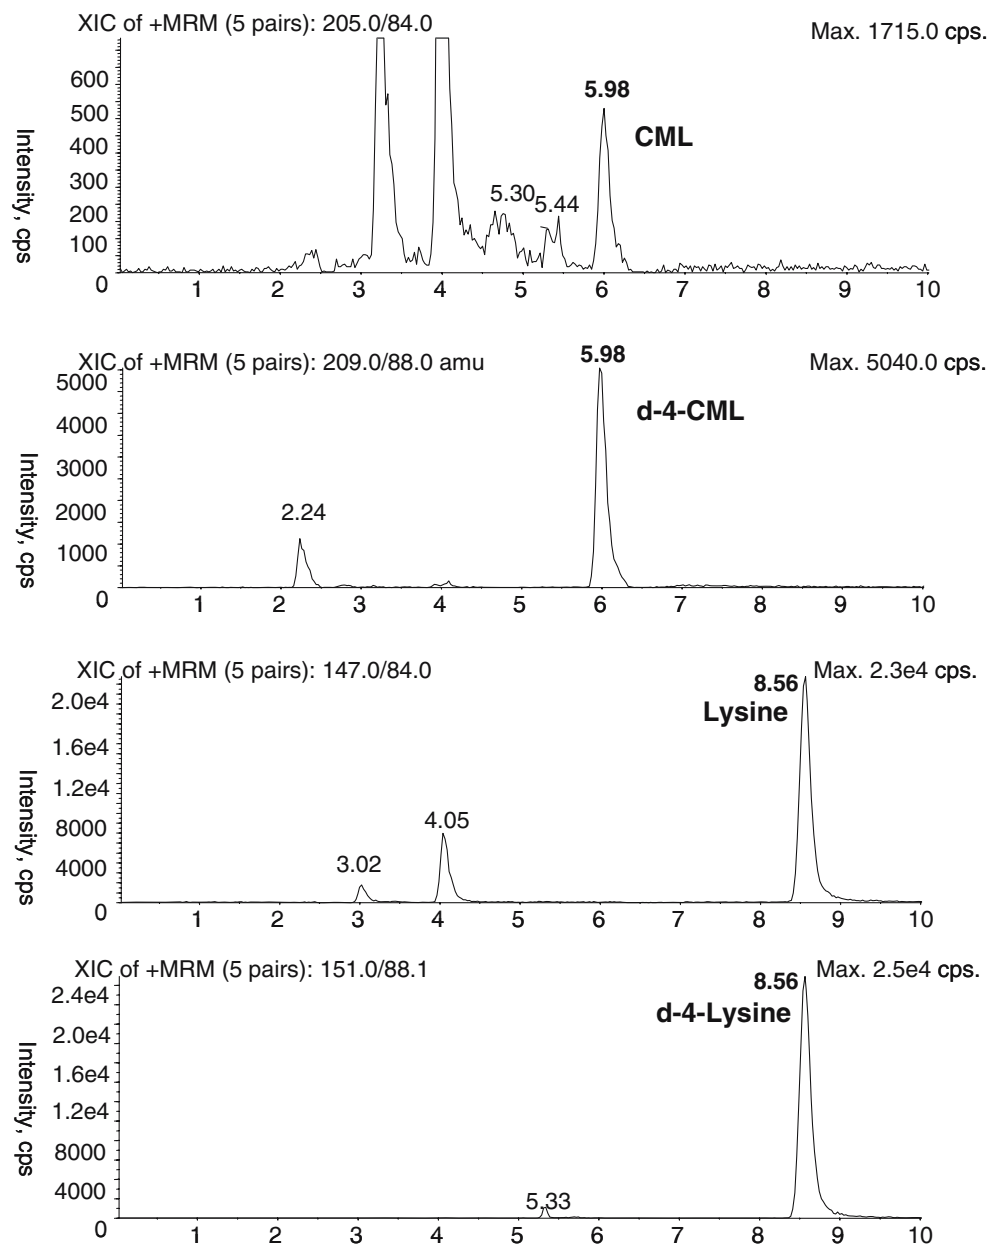 XIC of +MRM (5 pairs): 205.0/84.0
Max. 1715.0 cps.
Intensity, cps
600
500
400
300
200
100
0
5.30
5.44
5.98
CML
1 2 3 4 5 6 7 8 9 10
XIC of +MRM (5 pairs): 209.0/88.0 amu
Max. 5040.0 cps.
Intensity, cps
5000
4000
3000
2000
1000
0
2.24
5.98
d-4-CML
1 2 3 4 5 6 7 8 9 10
XIC of +MRM (5 pairs): 147.0/84.0
Max. 2.3e4 cps.
Intensity, cps
2.0e4
1.6e4
1.2e4
8000
4000
0
3.02
4.05
8.56
Lysine
1 2 3 4 5 6 7 8 9 10
XIC of +MRM (5 pairs): 151.0/88.1
Max. 2.5e4 cps.
Intensity, cps
2.4e4
2.0e4
1.6e4
1.2e4
8000
4000
0
5.33
8.56
d-4-Lysine
1 2 3 4 5 6 7 8 9 10